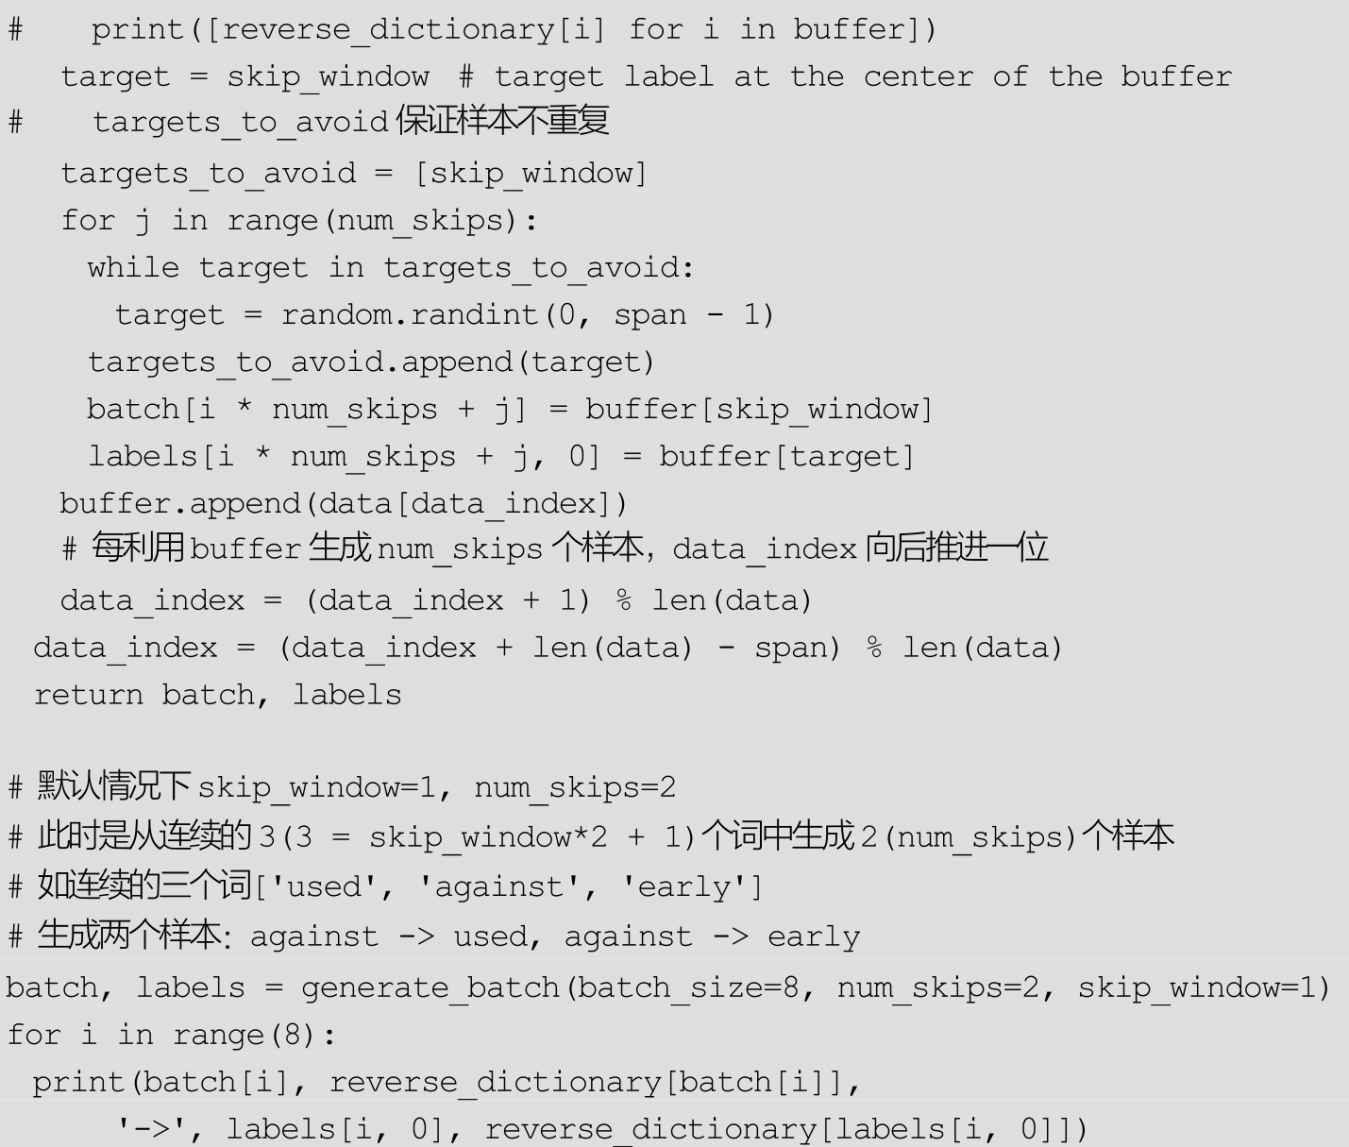 #    print([reverse_dictionary[i] for i in buffer])
   target = skip_window  # target label at the center of the buffer
#    targets_to_avoid 保证样本不重复
   targets_to_avoid = [skip_window]
   for j in range(num_skips):
     while target in targets_to_avoid:
       target = random.randint(0, span - 1)
     targets_to_avoid.append(target)
     batch[i * num_skips + j] = buffer[skip_window]
     labels[i * num_skips + j, 0] = buffer[target]
   buffer.append(data[data_index])
   # 每利用 buffer 生成 num_skips 个样本，data_index 向后推进一位
   data_index = (data_index + 1) % len(data)
 data_index = (data_index + len(data) - span) % len(data)
 return batch, labels

# 默认情况下 skip_window=1, num_skips=2
# 此时是从连续的 3(3 = skip_window*2 + 1)个词中生成 2(num_skips)个样本
# 如连续的三个词['used', 'against', 'early']
# 生成两个样本：against -> used, against -> early
batch, labels = generate_batch(batch_size=8, num_skips=2, skip_window=1)
for i in range(8):
 print(batch[i], reverse_dictionary[batch[i]],
      '->', labels[i, 0], reverse_dictionary[labels[i, 0]])